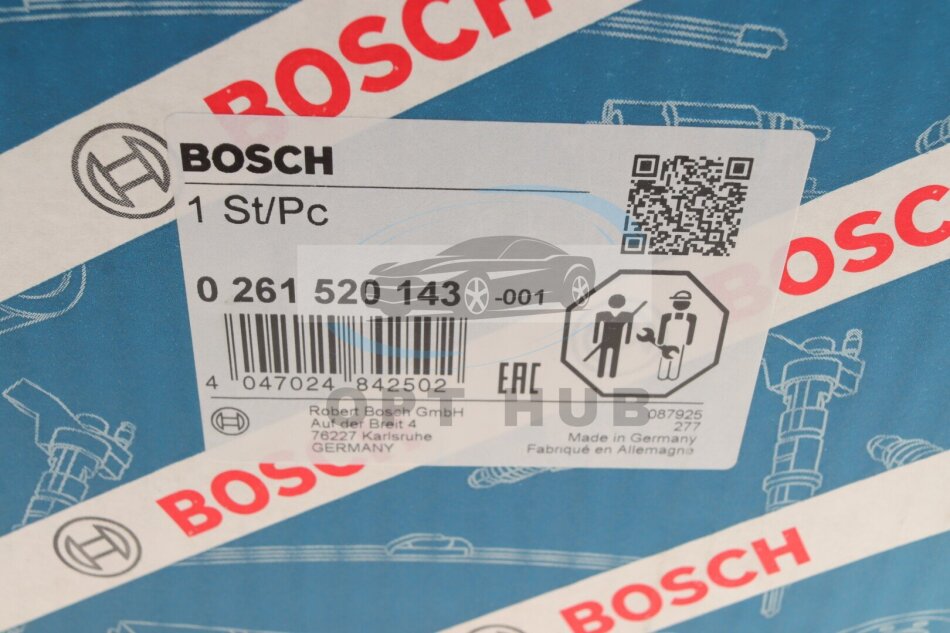 BOSCH
BOSCH
1 St/Pc
0 261 520 143 -001
4 047024 842502
EAC
OPT HUB
Robert Bosch GmbH
Auf der Breit 4
76227 Karlsruhe
GERMANY
087925
277
Made in Germany
Fabriqué en Allemagne
BOSCH
BOSCH
BOSCH